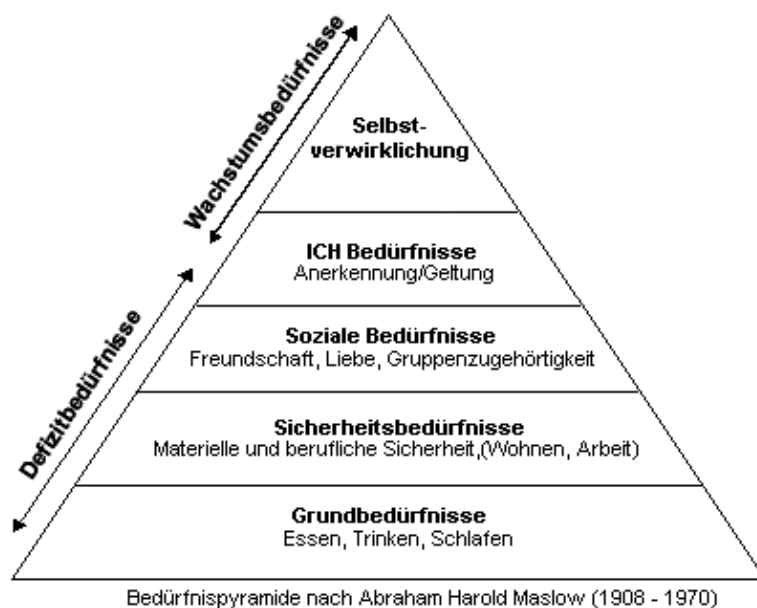 Wachstumsbedürfnisse
Defizitbedürfnisse
Selbst-
verwirklichung
ICH Bedürfnisse
Anerkennung/Geltung
Soziale Bedürfnisse
Freundschaft, Liebe, Gruppenzugehörtigkeit
Sicherheitsbedürfnisse
Materielle und berufliche Sicherheit,(Wohnen, Arbeit)
Grundbedürfnisse
Essen, Trinken, Schlafen
Bedürfnispyramide nach Abraham Harold Maslow (1908 - 1970)